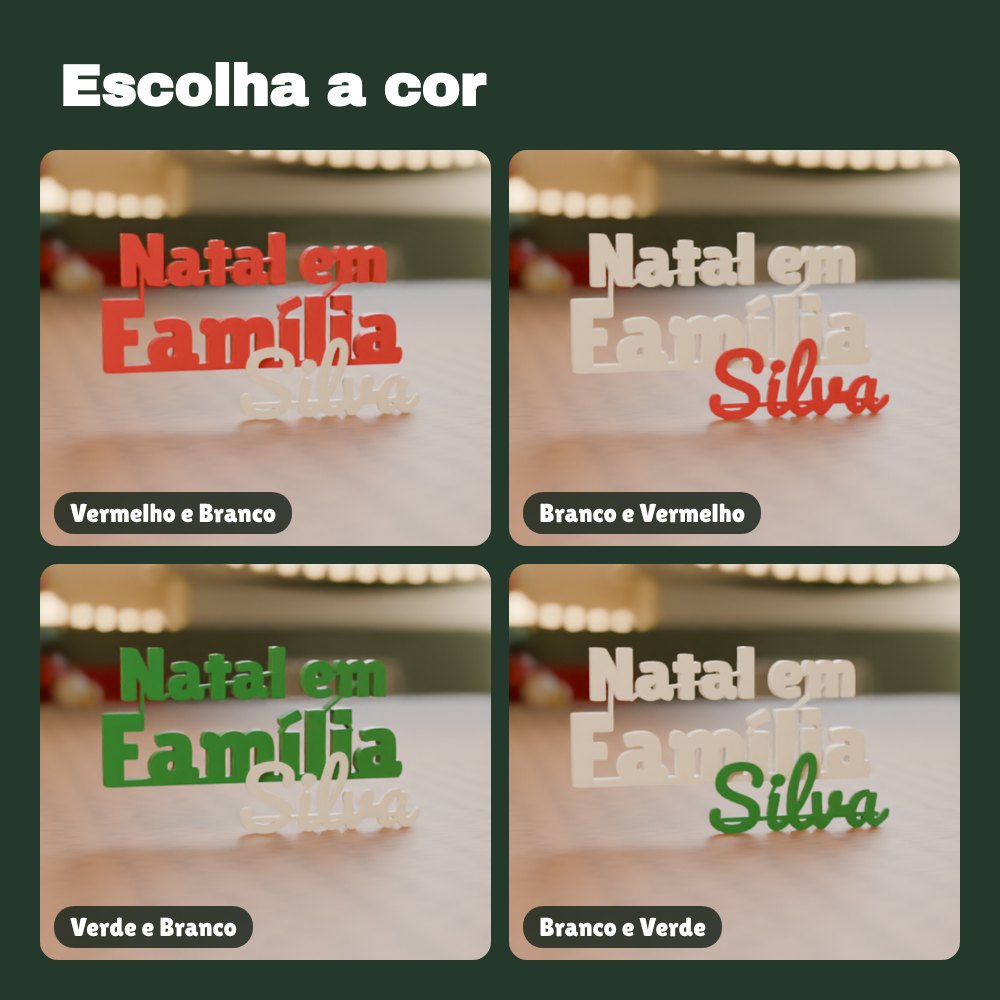 Escolha a cor
Natal em
Família
Silva
Vermelho e Branco
Natal em
Família
Silva
Branco e Vermelho
Natal em
Família
Silva
Verde e Branco
Natal em
Família
Silva
Branco e Verde